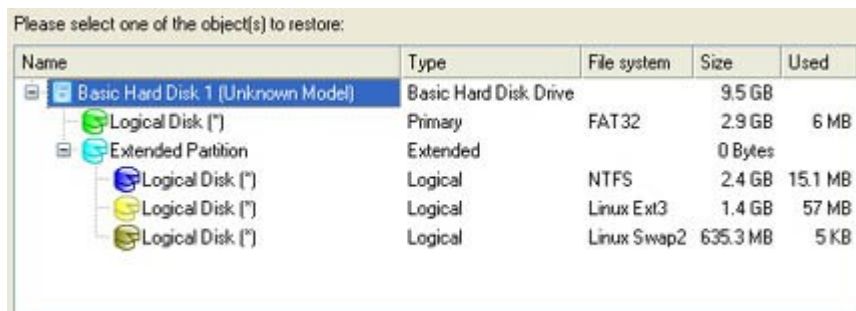 Please select one of the object(s) to restore:
Name Type File system Size Used
Basic Hard Disk 1 (Unknown Model) Basic Hard Disk Drive 9.5 GB
Logical Disk (*) Primary FAT32 2.9 GB 6 MB
Extended Partition Extended 0 Bytes
Logical Disk (*) Logical NTFS 2.4 GB 15.1 MB
Logical Disk (*) Logical Linux Ext3 1.4 GB 57 MB
Logical Disk (*) Logical Linux Swap2 635.3 MB 5 KB